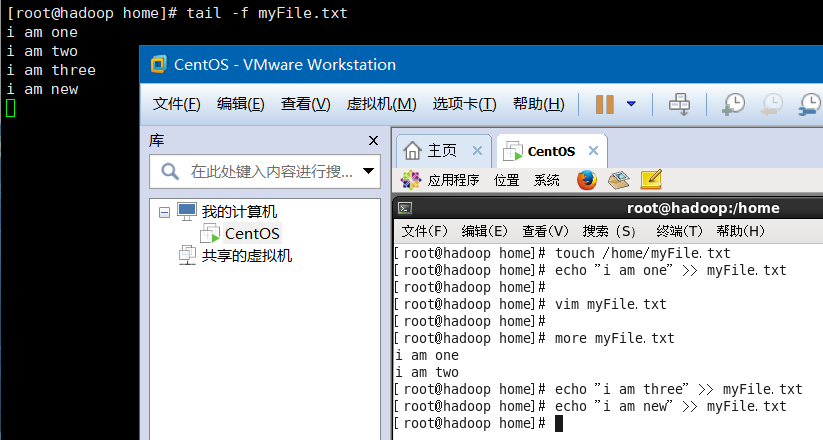 [root@hadoop home]# tail -f myFile.txt
i am one
i am two
i am three
i am new
CentOS - VMware Workstation
文件(F) 编辑(E) 查看(V) 虚拟机(M) 选项卡(T) 帮助(H)
库
在此处键入内容进行搜...
我的计算机
CentOS
共享的虚拟机
主页 CentOS
应用程序 位置 系统
root@hadoop:/home
文件(F) 编辑(E) 查看(V) 搜索 (S) 终端(T) 帮助(H)
[root@hadoop home]# touch /home/myFile.txt
[root@hadoop home]# echo "i am one" >> myFile.txt
[root@hadoop home]#
[root@hadoop home]# vim myFile.txt
[root@hadoop home]#
[root@hadoop home]# more myFile.txt
i am one
i am two
[root@hadoop home]# echo "i am three" >> myFile.txt
[root@hadoop home]# echo "i am new" >> myFile.txt
[root@hadoop home]#